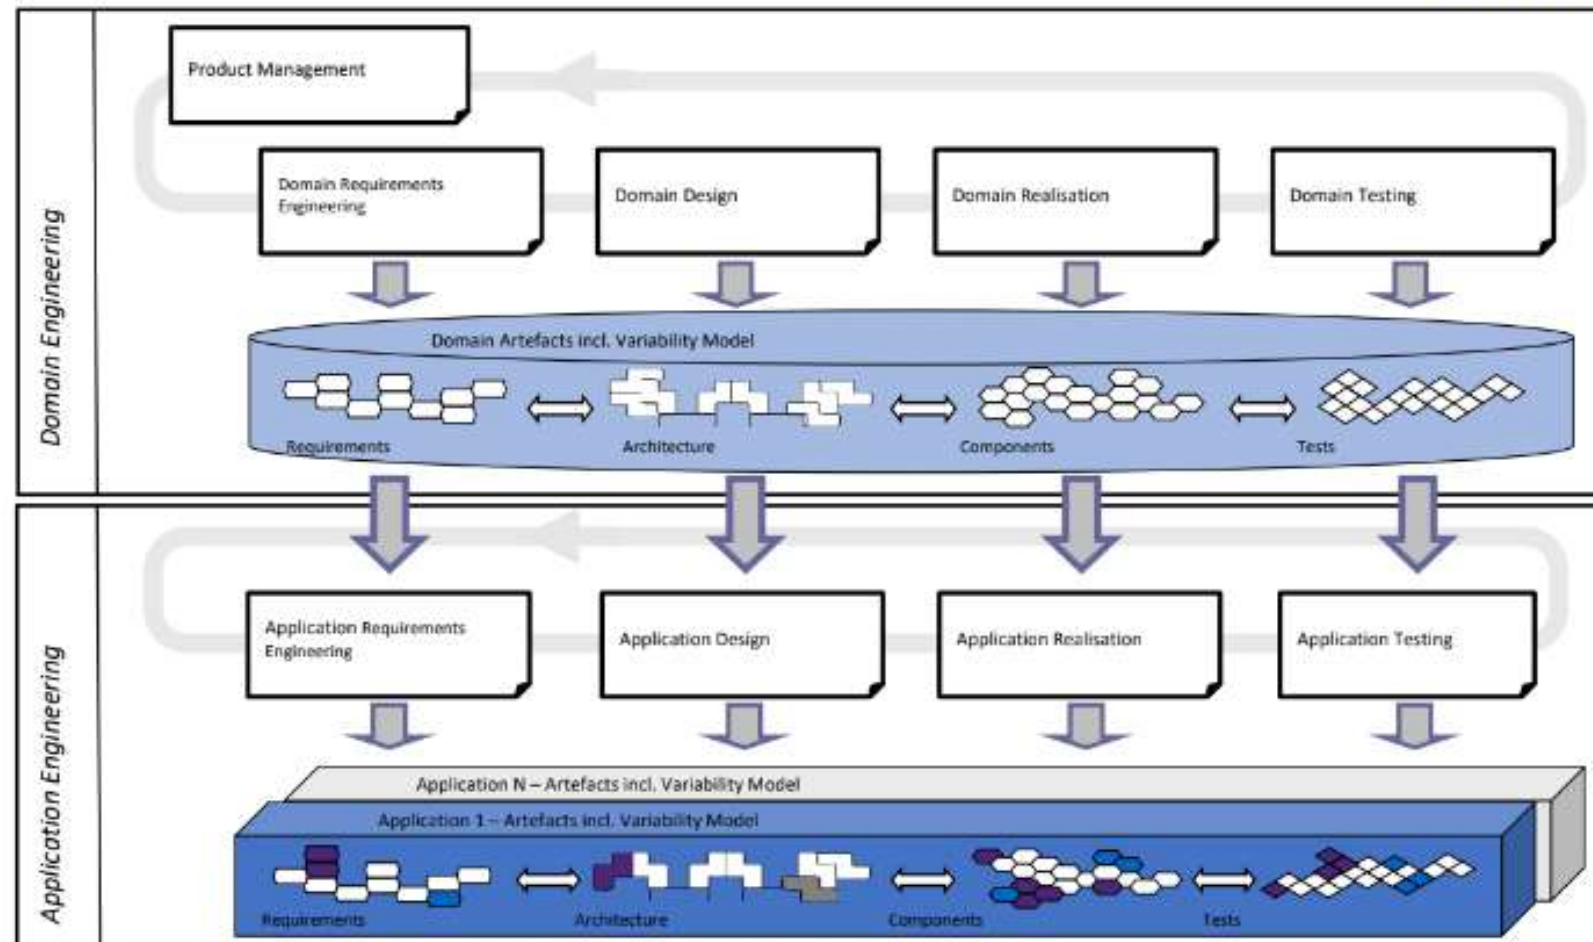 Domain Engineering
Product Management
Domain Requirements
Engineering
Domain Design
Domain Realisation
Domain Testing
Domain Artefacts incl. Variability Model
Requirements
Architecture
Components
Tests
Application Engineering
Application Requirements
Engineering
Application Design
Application Realisation
Application Testing
Application N – Artefacts incl. Variability Model
Application 1 – Artefacts incl. Variability Model
Requirements
Architecture
Components
Tests